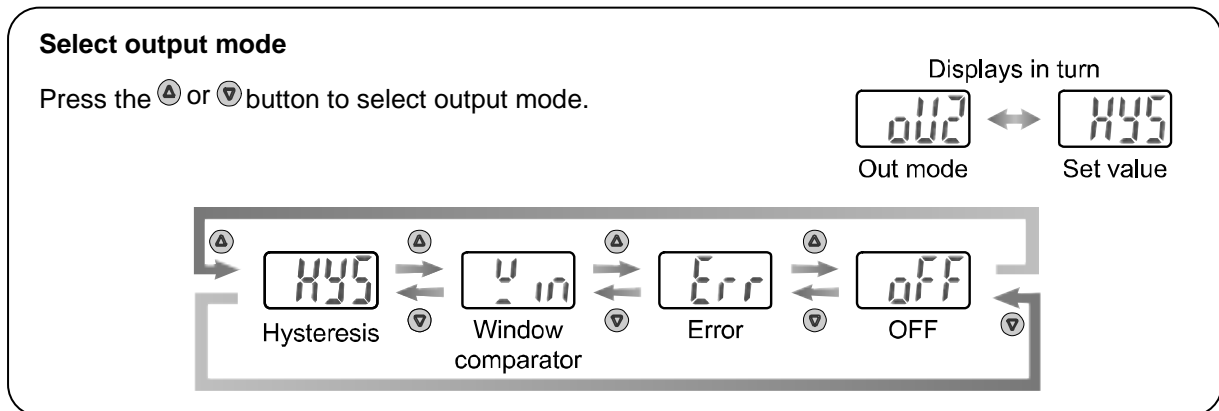 Select output mode
Press the or button to select output mode.
Displays in turn
oU2 HYS
Out mode Set value
HYS Win Err oFF
Hysteresis Window comparator Error OFF